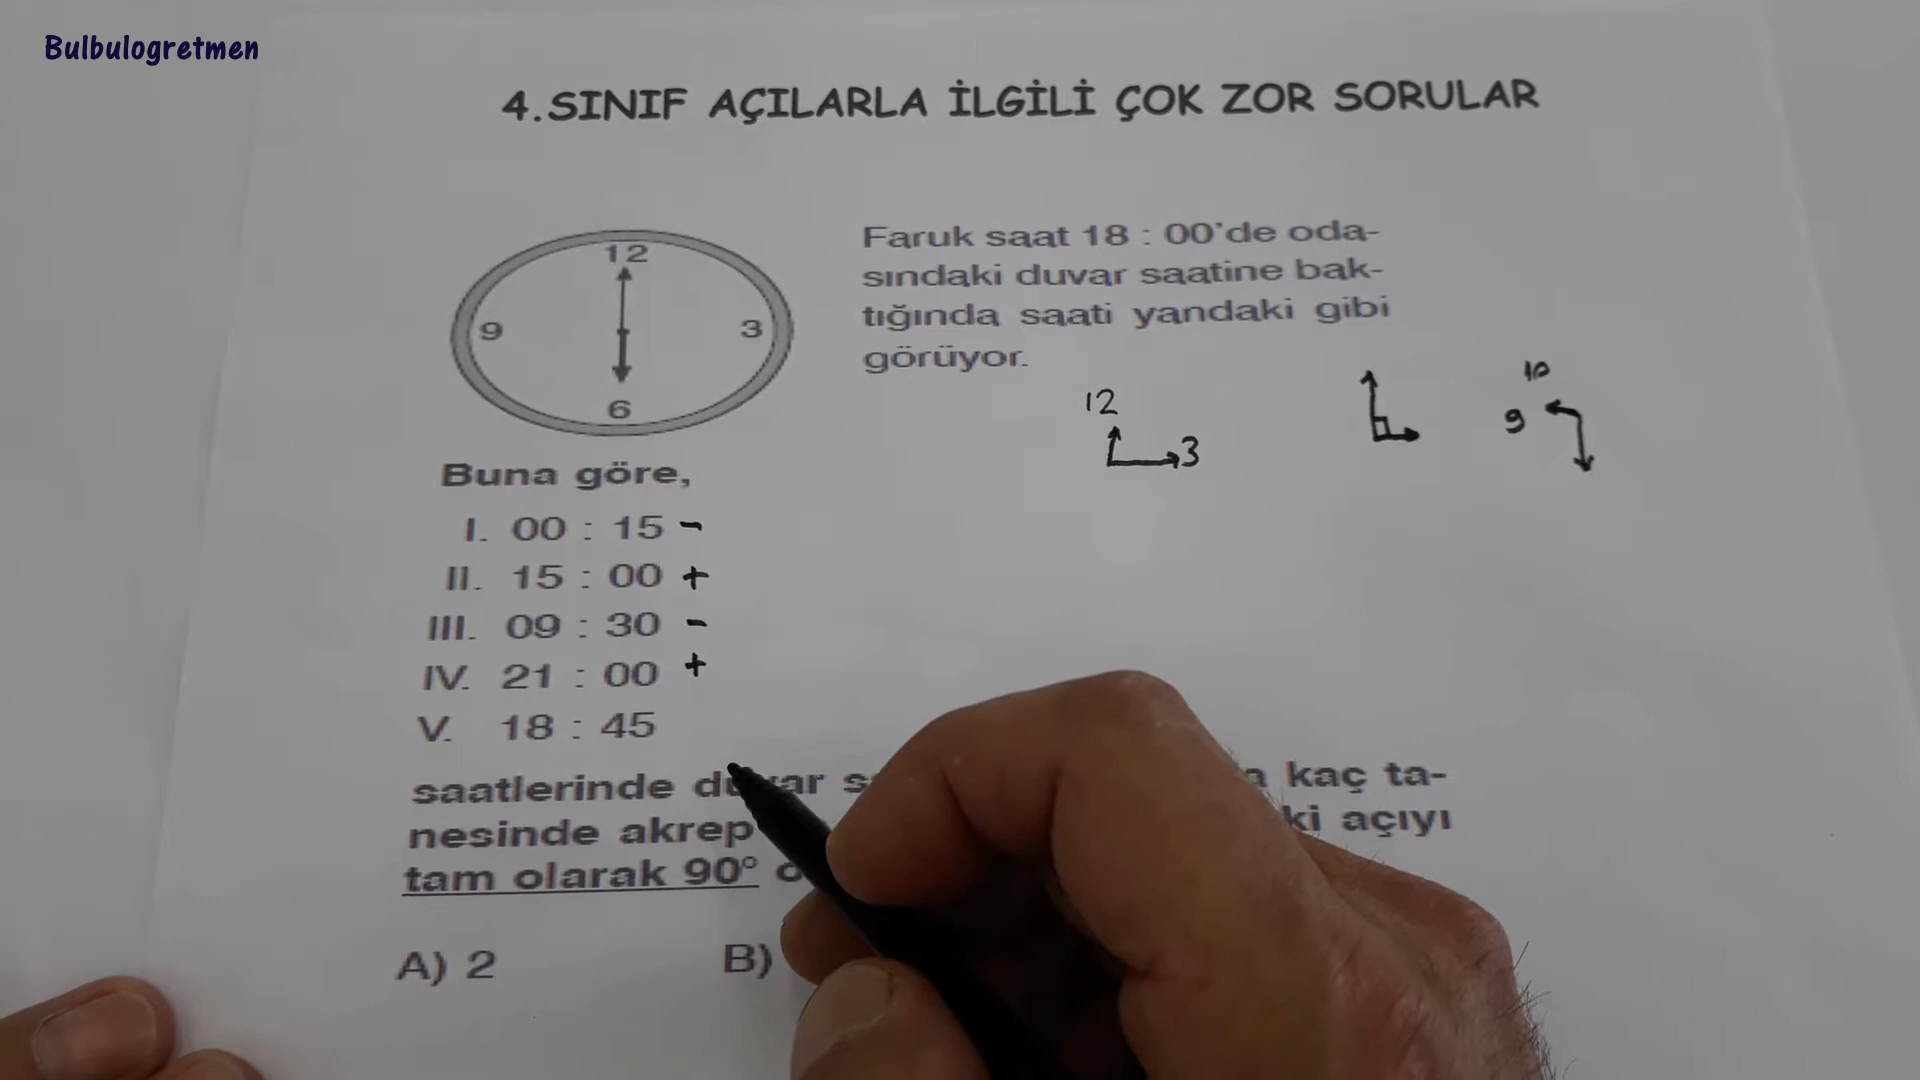 Bulbulogretmen
4.SINIF AÇILARLA İLGİLİ ÇOK ZOR SORULAR
12
9
3
6
Faruk saat 18 : 00'de oda-
sındaki duvar saatine bak-
tığında saati yandaki gibi
görüyor.
12
3
10
9
Buna göre,
I. 00 : 15 -
II. 15 : 00 +
III. 09 : 30 -
IV. 21 : 00 +
V. 18 : 45
saatlerinde duvar kaç ta-
nesinde akrep açıyı
tam olarak 90°
A) 2
B)